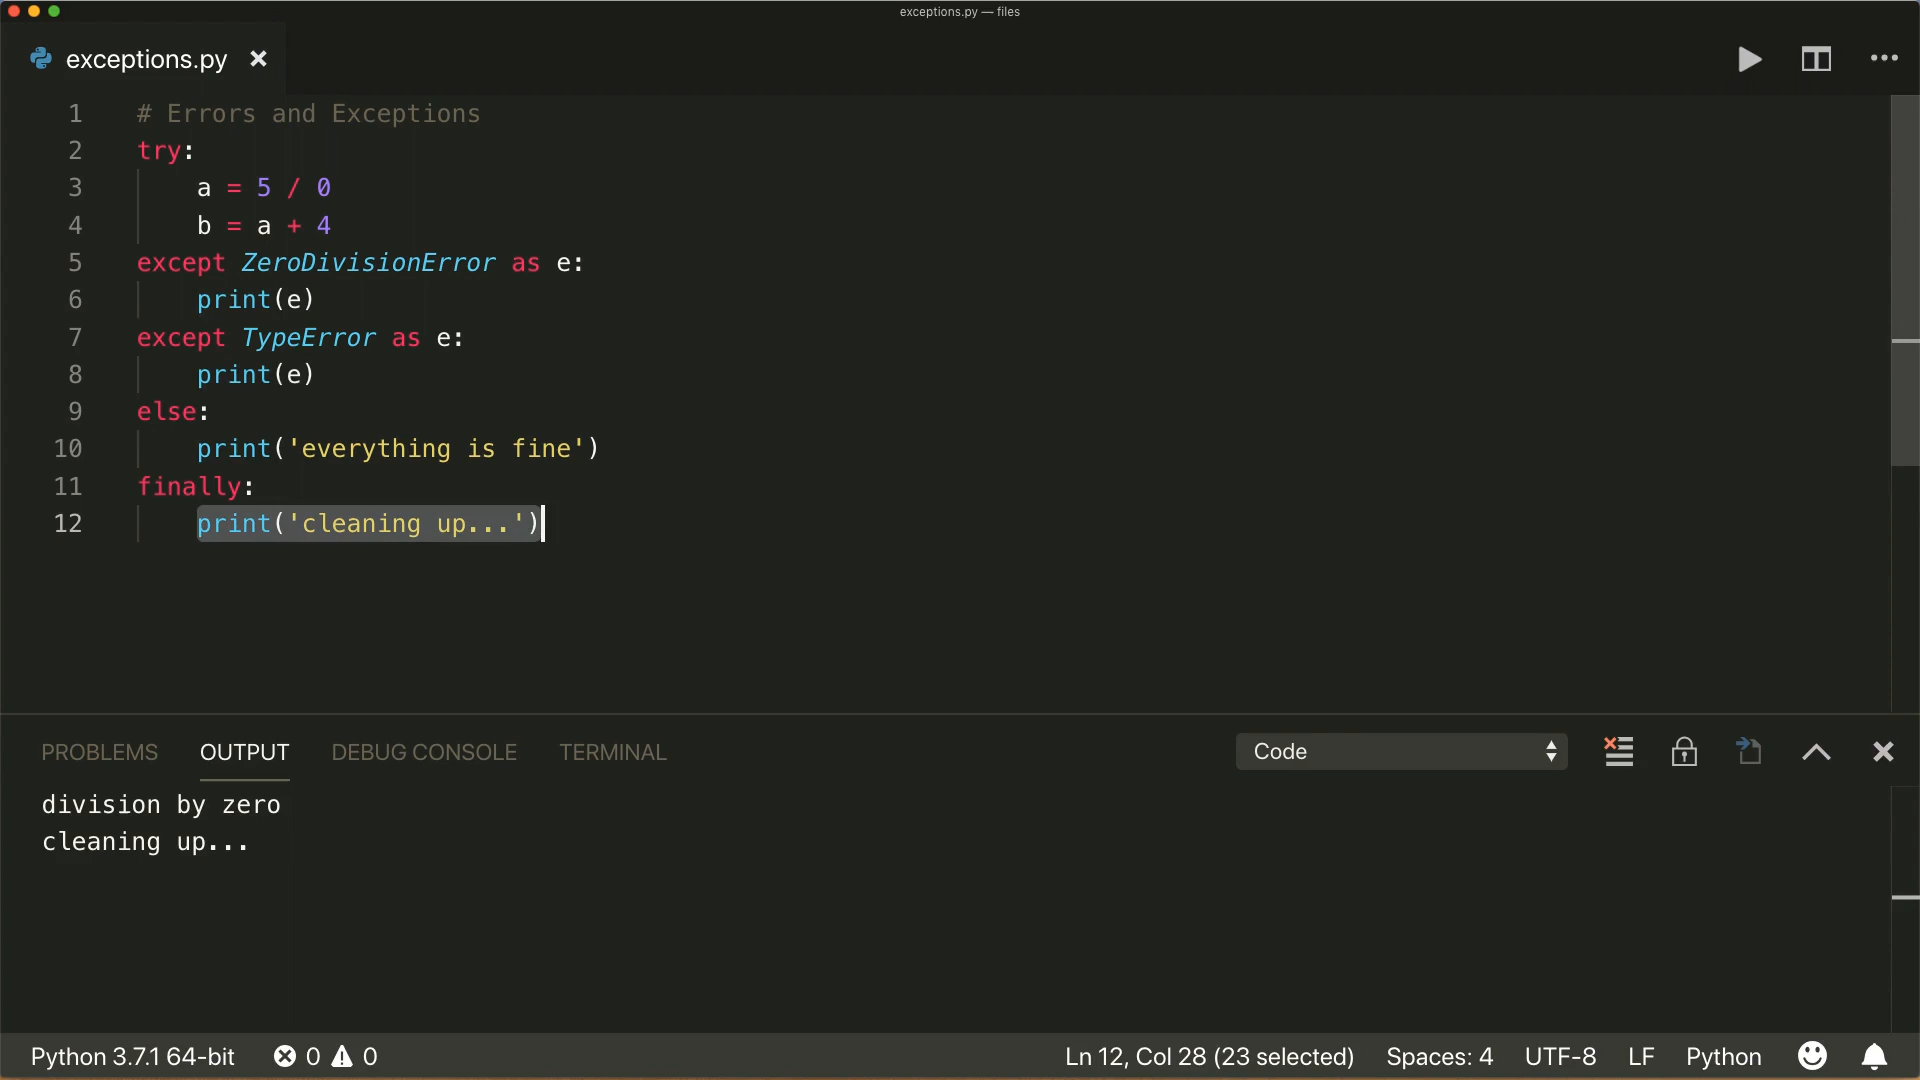 exceptions.py — files
exceptions.py
1 # Errors and Exceptions
2 try:
3     a = 5 / 0
4     b = a + 4
5 except ZeroDivisionError as e:
6     print(e)
7 except TypeError as e:
8     print(e)
9 else:
10     print('everything is fine')
11 finally:
12     print('cleaning up...')
PROBLEMS OUTPUT DEBUG CONSOLE TERMINAL Code
division by zero
cleaning up...
Python 3.7.1 64-bit 0 0 Ln 12, Col 28 (23 selected) Spaces: 4 UTF-8 LF Python